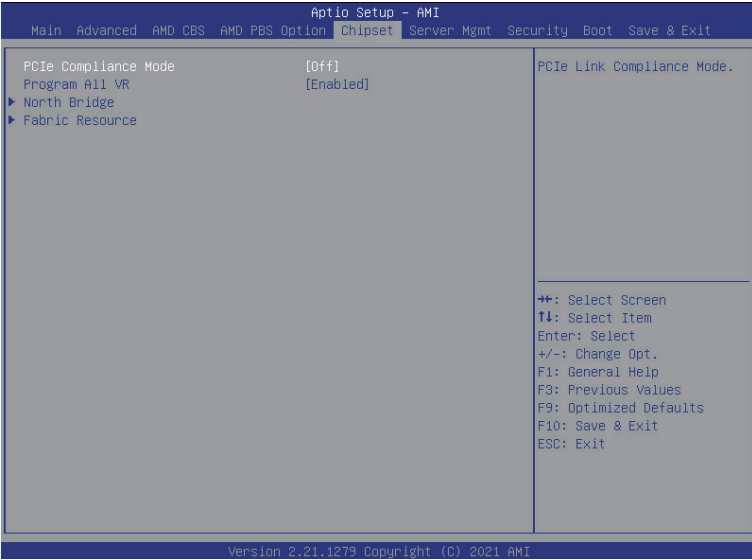 Aptio Setup – AMI
Main Advanced AMD CBS AMD PBS Option Chipset Server Mgmt Security Boot Save & Exit
PCIe Compliance Mode [Off]
Program All VR [Enabled]
North Bridge
Fabric Resource
PCIe Link Compliance Mode.
→←: Select Screen
↑↓: Select Item
Enter: Select
+/-: Change Opt.
F1: General Help
F3: Previous Values
F9: Optimized Defaults
F10: Save & Exit
ESC: Exit
Version 2.21.1279 Copyright (C) 2021 AMI